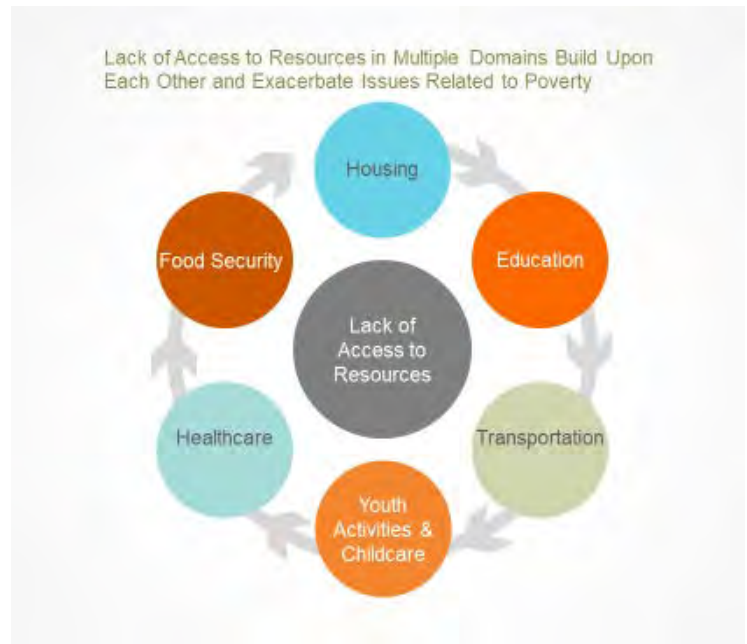 Lack of Access to Resources in Multiple Domains Build Upon
Each Other and Exacerbate Issues Related to Poverty
Housing
Education
Transportation
Youth
Activities &
Childcare
Healthcare
Food Security
Lack of
Access to
Resources